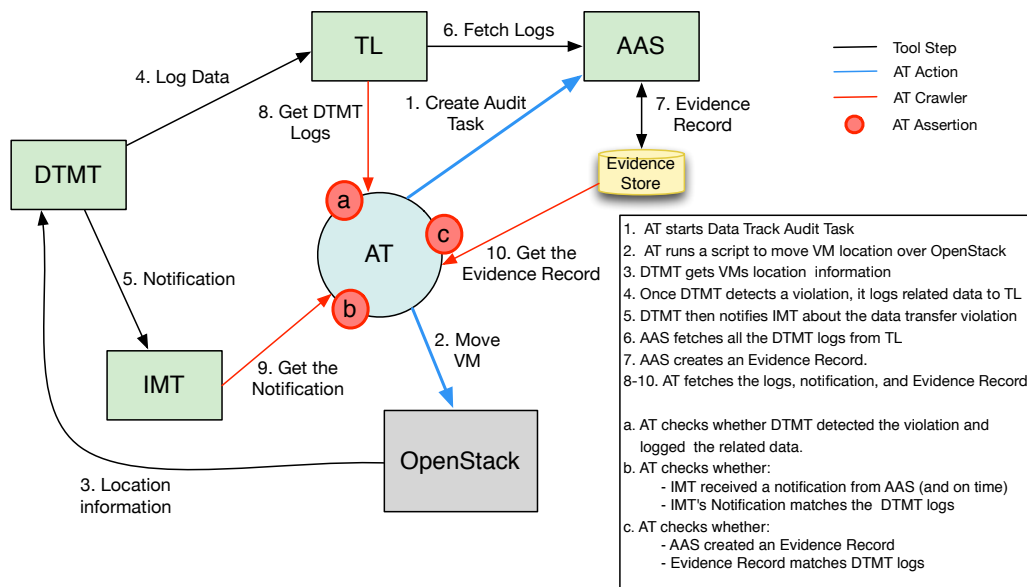 TL
6. Fetch Logs
AAS
Tool Step
AT Action
AT Crawler
AT Assertion
4. Log Data
1. Create Audit
Task
8. Get DTMT
Logs
7. Evidence
Record
DTMT
Evidence
Store
a
c
AT
b
10. Get the
Evidence Record
5. Notification
2. Move
VM
9. Get the
Notification
IMT
OpenStack
3. Location
information
1.  AT starts Data Track Audit Task
2.  AT runs a script to move VM location over OpenStack
3. DTMT gets VMs location  information
4. Once DTMT detects a violation, it logs related data to TL
5. DTMT then notifies IMT about the data transfer violation
6. AAS fetches all the DTMT logs from TL
7. AAS creates an Evidence Record.
8-10. AT fetches the logs, notification, and Evidence Record
a. AT checks whether DTMT detected the violation and
logged  the related data.
b. AT checks whether:
- IMT received a notification from AAS (and on time)
- IMT's Notification matches the  DTMT logs
c. AT checks whether:
- AAS created an Evidence Record
- Evidence Record matches DTMT logs